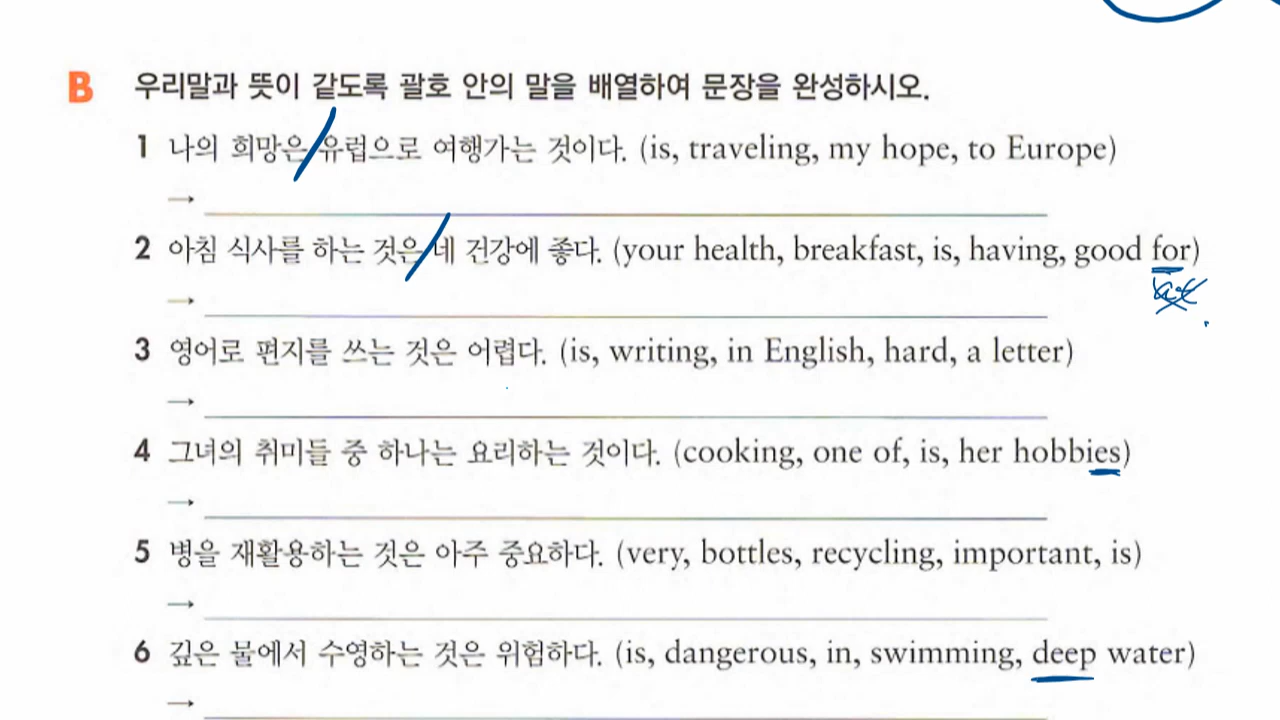 B 우리말과 뜻이 같도록 괄호 안의 말을 배열하여 문장을 완성하시오.
1 나의 희망은 유럽으로 여행가는 것이다. (is, traveling, my hope, to Europe)
→
2 아침 식사를 하는 것은 네 건강에 좋다. (your health, breakfast, is, having, good for)
→
3 영어로 편지를 쓰는 것은 어렵다. (is, writing, in English, hard, a letter)
→
4 그녀의 취미들 중 하나는 요리하는 것이다. (cooking, one of, is, her hobbies)
→
5 병을 재활용하는 것은 아주 중요하다. (very, bottles, recycling, important, is)
→
6 깊은 물에서 수영하는 것은 위험하다. (is, dangerous, in, swimming, deep water)
→